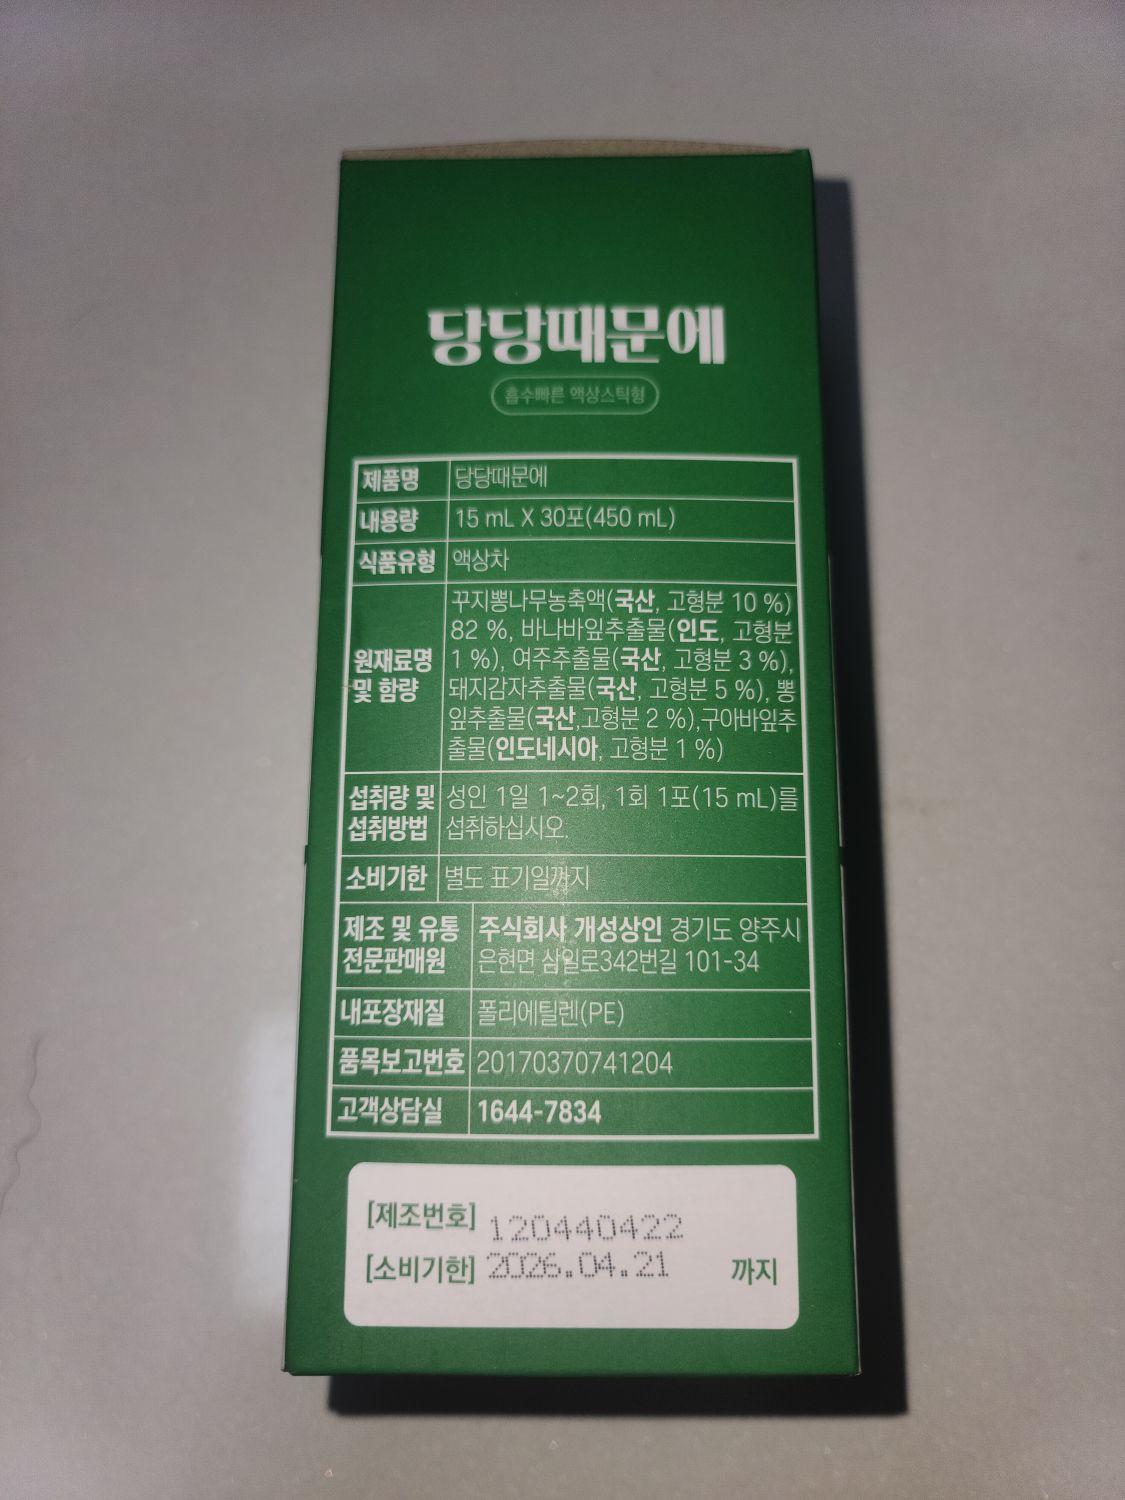 당당때문에
흡수빠른 액상스틱형
제품명 당당때문에
내용량 15 mL X 30포(450 mL)
식품유형 액상차
원재료명
및 함량
꾸지뽕나무농축액(국산, 고형분 10 %)
82 %, 바나바잎추출물(인도, 고형분
1 %), 여주추출물(국산, 고형분 3 %),
돼지감자추출물(국산, 고형분 5 %), 뽕
잎추출물(국산,고형분 2 %),구아바잎추
출물(인도네시아, 고형분 1 %)
섭취량 및
섭취방법
성인 1일 1~2회, 1회 1포(15 mL)를
섭취하십시오.
소비기한 별도 표기일까지
제조 및 유통
전문판매원
주식회사 개성상인 경기도 양주시
은현면 삼일로342번길 101-34
내포장재질 폴리에틸렌(PE)
품목보고번호 20170370741204
고객상담실 1644-7834
[제조번호] 120440422
[소비기한] 2026.04.21 까지